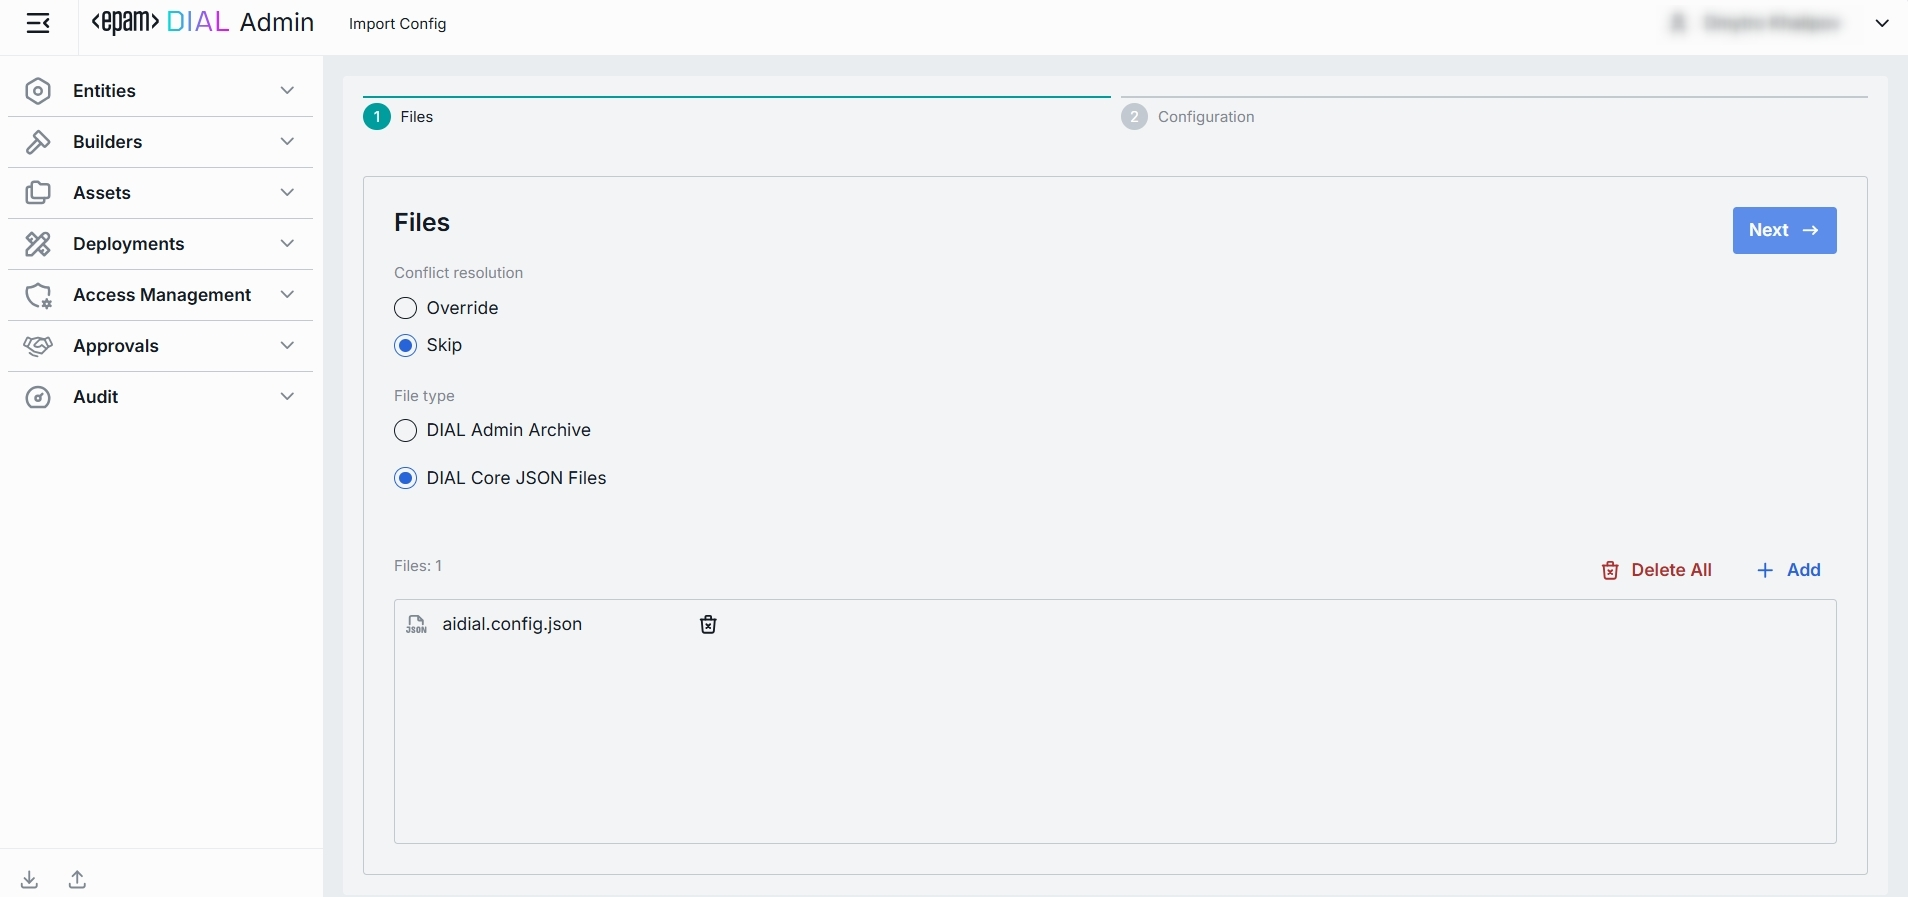 <epam> DIAL Admin
Import Config
Entities
Builders
Assets
Deployments
Access Management
Approvals
Audit
1 Files
2 Configuration
Files
Next →
Conflict resolution
Override
Skip
File type
DIAL Admin Archive
DIAL Core JSON Files
Files: 1
Delete All
+ Add
JSON aidial.config.json